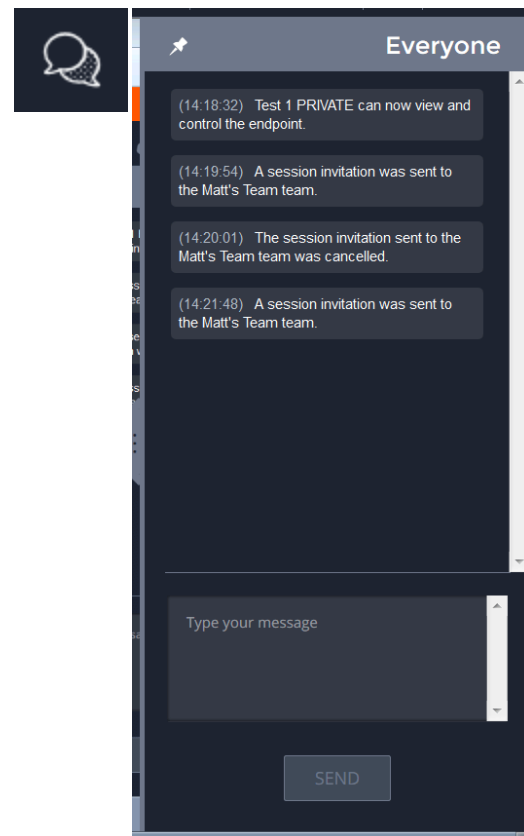 Everyone
(14:18:32) Test 1 PRIVATE can now view and
control the endpoint.
(14:19:54) A session invitation was sent to
the Matt's Team team.
(14:20:01) The session invitation sent to the
Matt's Team team was cancelled.
(14:21:48) A session invitation was sent to
the Matt's Team team.
Type your message
SEND